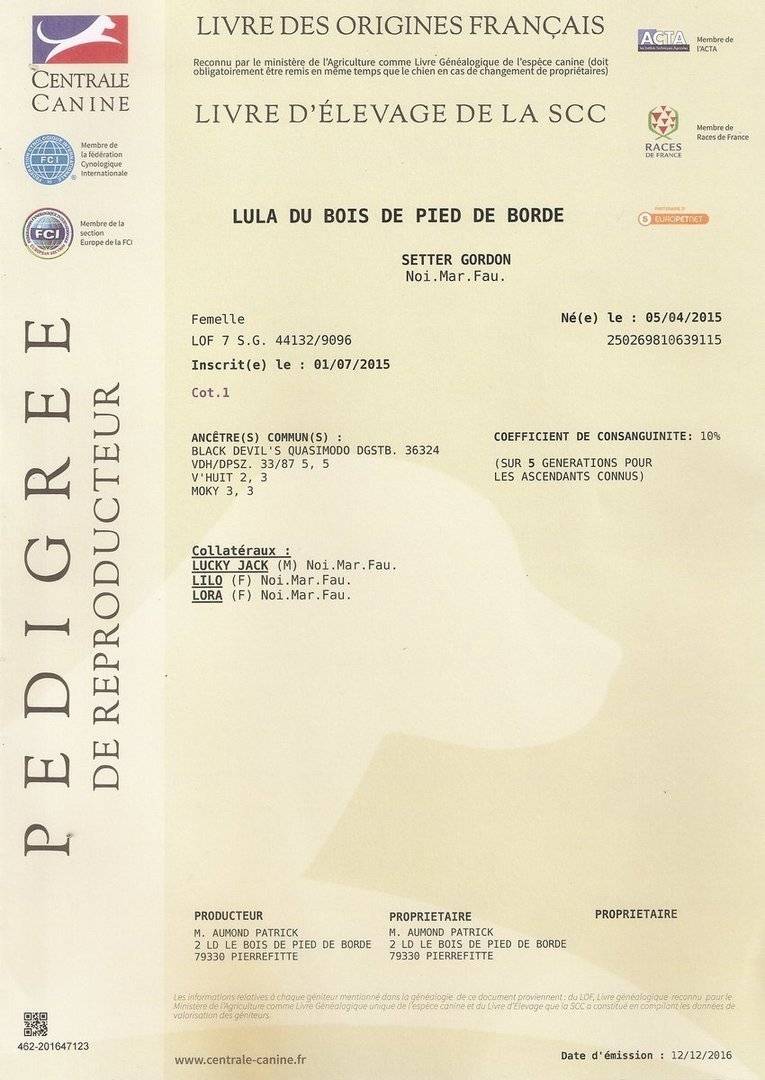 LIVRE DES ORIGINES FRANÇAIS
Reconnu par le ministère de l'Agriculture comme Livre Généalogique de l'espèce canine (doit
obligatoirement être remis en même temps que le chien en cas de changement de propriétaires)
LIVRE D'ÉLEVAGE DE LA SCC
CENTRALE
CANINE
FCI
Membre de
la fédération
Cynologique
Internationale
FCI
Membre de la
section
Europe de la FCI
ACTA
Membre de
l'ACTA
RACES
DE FRANCE
Membre de
Races de France
EUROPETNET
PEDIGREE
DE REPRODUCTEUR
LULA DU BOIS DE PIED DE BORDE
SETTER GORDON
Noi.Mar.Fau.
Femelle
Né(e) le : 05/04/2015
LOF 7 S.G. 44132/9096
250269810639115
Inscrit(e) le : 01/07/2015
Cot.1
ANCÊTRE(S) COMMUN(S) :
BLACK DEVIL'S QUASIMODO DGSTB. 36324
VDH/DPSZ. 33/87 5, 5
V'HUIT 2, 3
MOKY 3, 3
COEFFICIENT DE CONSANGUINITE: 10%
(SUR 5 GENERATIONS POUR
LES ASCENDANTS CONNUS)
Collatéraux :
LUCKY JACK (M) Noi.Mar.Fau.
LILO (F) Noi.Mar.Fau.
LORA (F) Noi.Mar.Fau.
PRODUCTEUR
M. AUMOND PATRICK
2 LD LE BOIS DE PIED DE BORDE
79330 PIERREFITTE
PROPRIETAIRE
M. AUMOND PATRICK
2 LD LE BOIS DE PIED DE BORDE
79330 PIERREFITTE
PROPRIETAIRE
Les informations relatives à chaque géniteur mentionné dans la généalogie de ce document proviennent : du LOF, Livre généalogique reconnu par le
Ministère de l'Agriculture comme Livre Généalogique unique de l'espèce canine et du Livre d'Elevage que la SCC a constitué en compilant les données de
valorisation des géniteurs.
462-201647123
www.centrale-canine.fr
Date d'émission : 12/12/2016